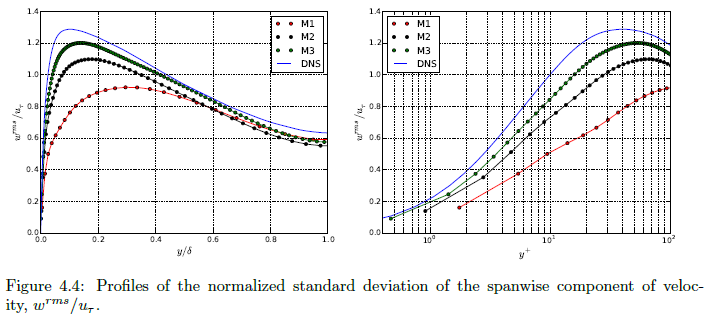 1.4
1.2
1.0
0.8
0.6
0.4
0.2
0.0
w^{rms}/u_τ
0.0 0.2 0.4 0.6 0.8 1.0
y/δ
M1
M2
M3
DNS
1.4
1.2
1.0
0.8
0.6
0.4
0.2
0.0
w^{rms}/u_τ
10^0 10^1 10^2
y^+
M1
M2
M3
DNS
Figure 4.4: Profiles of the normalized standard deviation of the spanwise component of veloc-
ity, w^{rms}/u_τ.